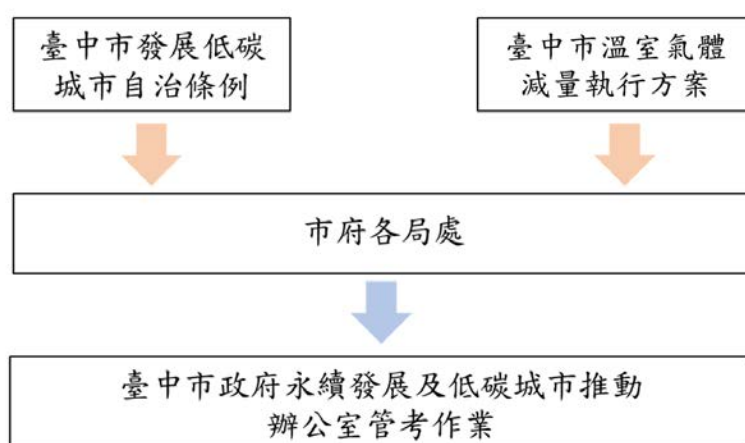 臺中市發展低碳
城市自治條例
臺中市溫室氣體
減量執行方案
市府各局處
臺中市政府永續發展及低碳城市推動
辦公室管考作業